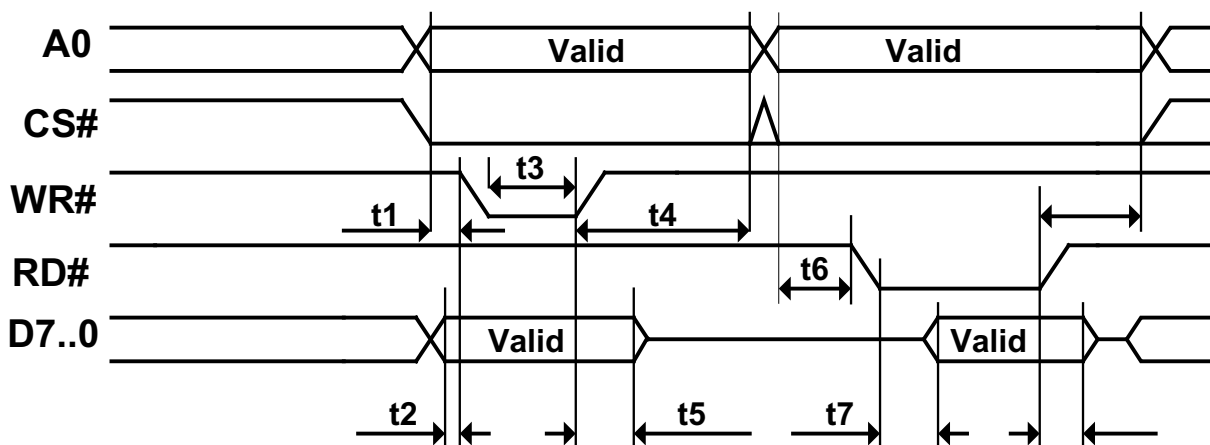 A0 Valid Valid
CS#
WR# t3
t1 t4
RD# t6
D7..0 Valid Valid
t2 t5 t7